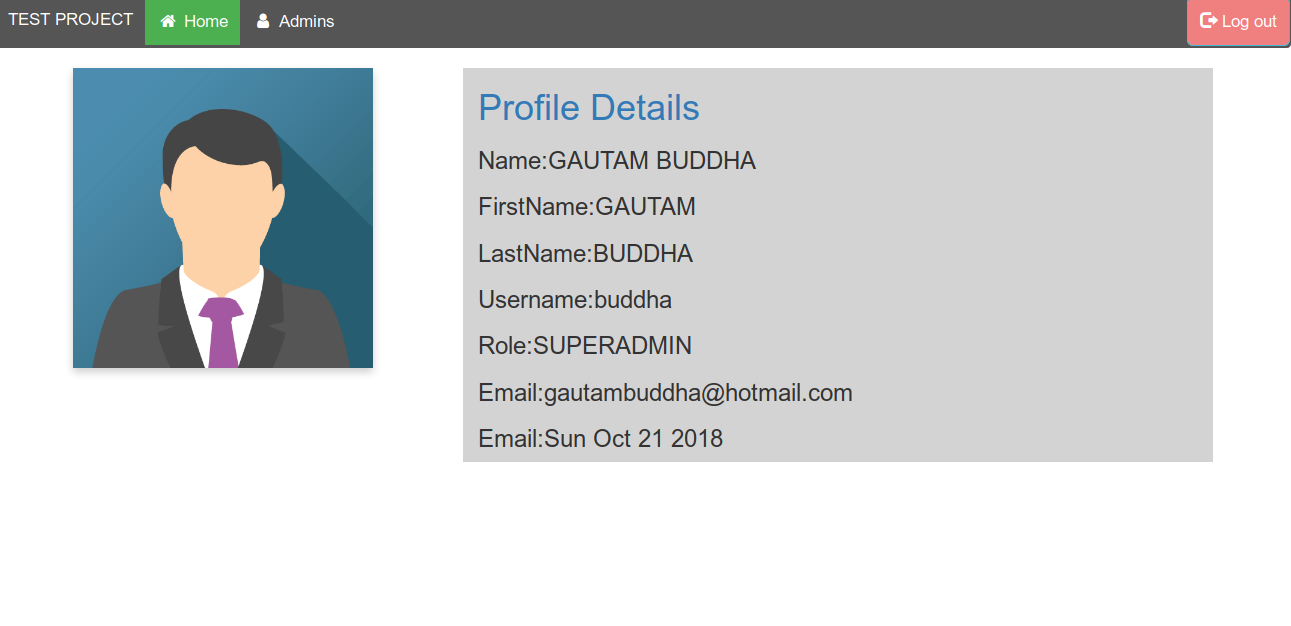 TEST PROJECT Home Admins Log out
Profile Details
Name:GAUTAM BUDDHA
FirstName:GAUTAM
LastName:BUDDHA
Username:buddha
Role:SUPERADMIN
Email:gautambuddha@hotmail.com
Email:Sun Oct 21 2018